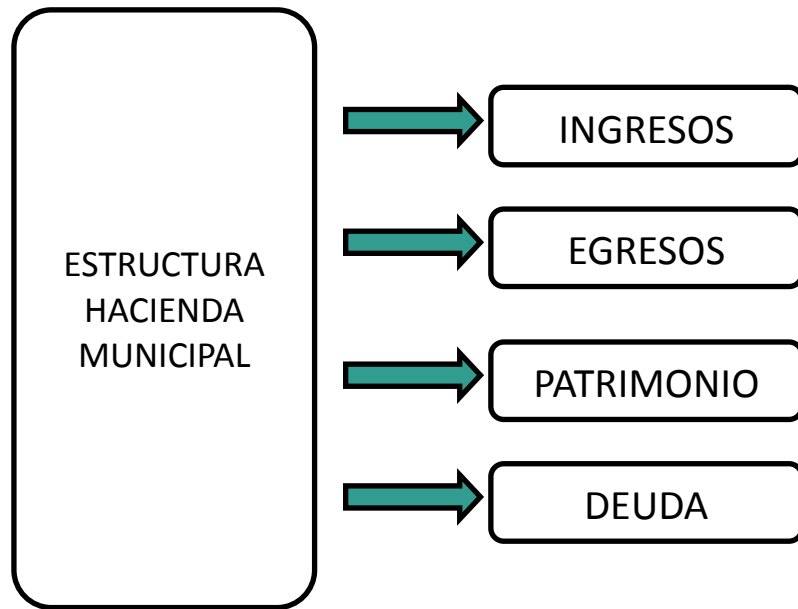 ESTRUCTURA
HACIENDA
MUNICIPAL
INGRESOS
EGRESOS
PATRIMONIO
DEUDA